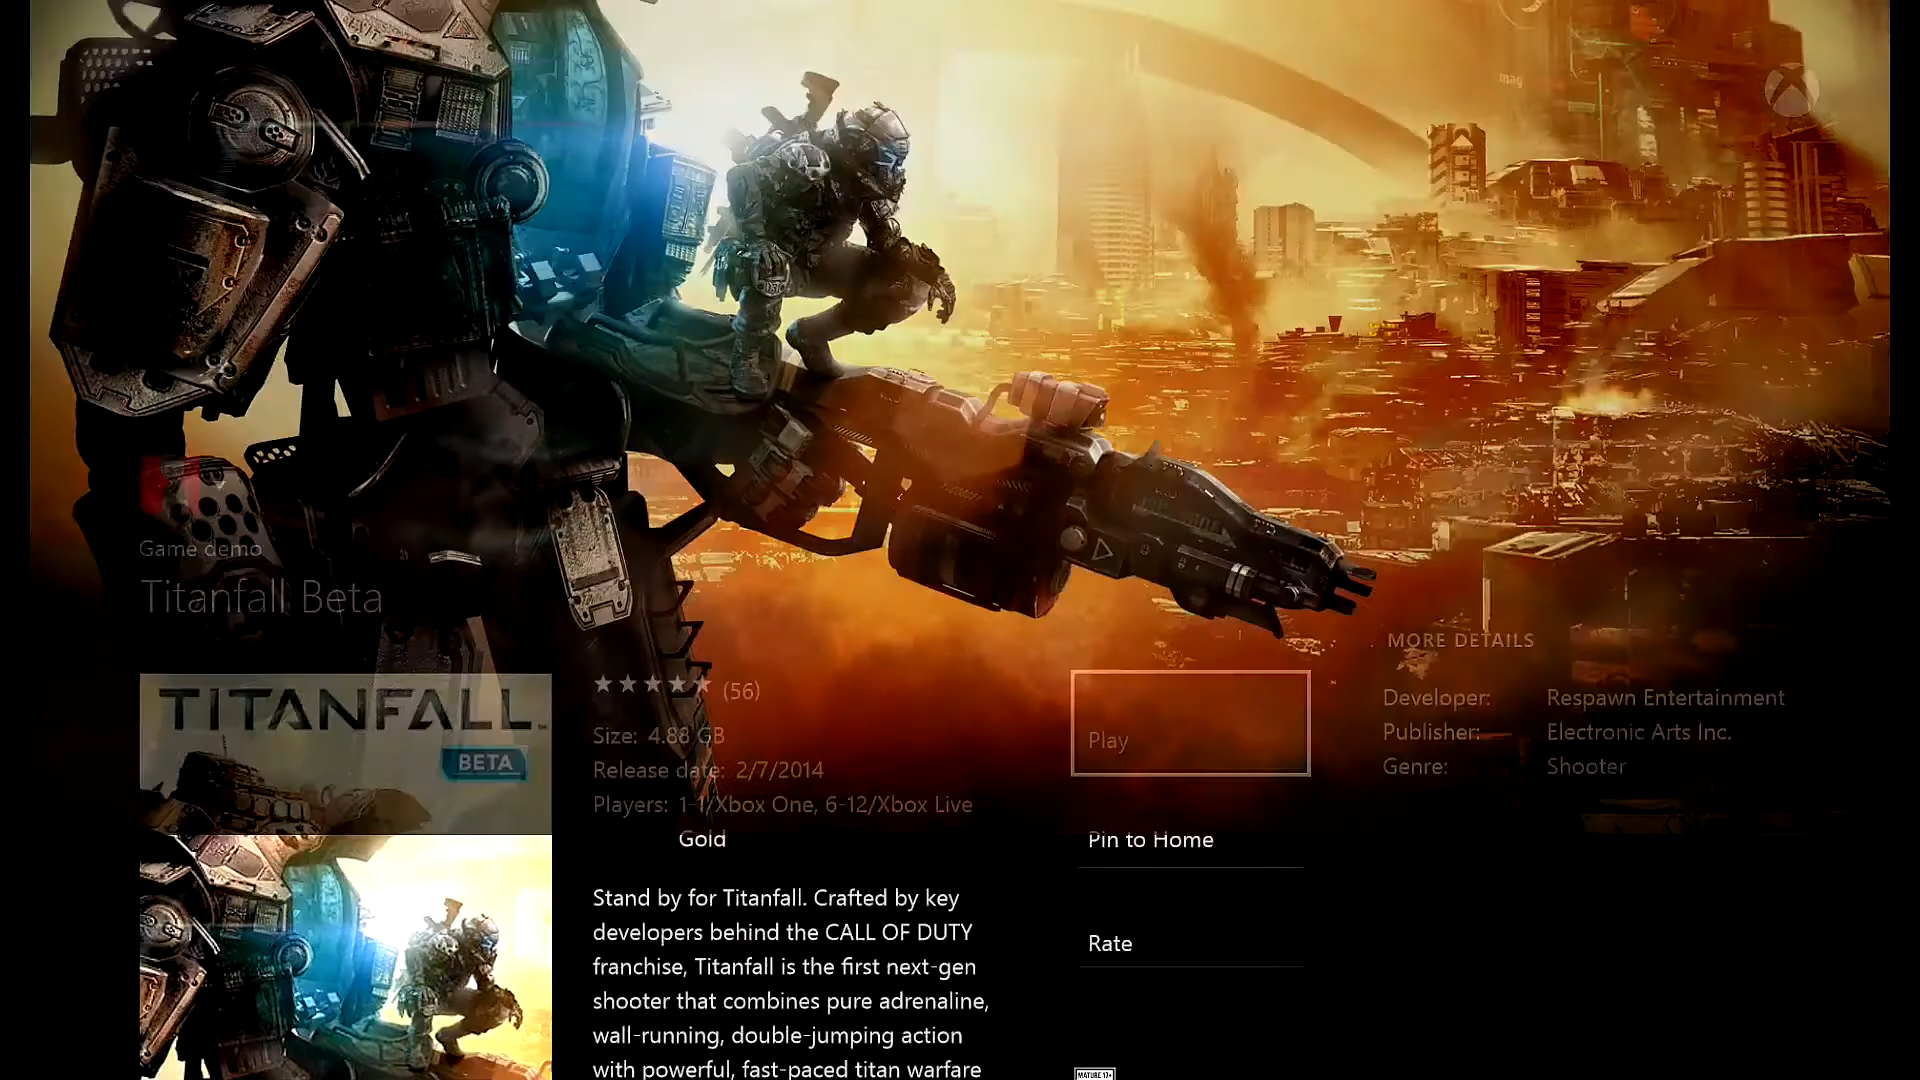 mag
Game demo
Titanfall Beta
MORE DETAILS
TITANFALL™
BETA
(56)
Size: 4.88 GB
Release date: 2/7/2014
Players: 1-1/Xbox One, 6-12/Xbox Live
Gold
Stand by for Titanfall. Crafted by key
developers behind the CALL OF DUTY
franchise, Titanfall is the first next-gen
shooter that combines pure adrenaline,
wall-running, double-jumping action
with powerful, fast-paced titan warfare
Play
Pin to Home
Rate
MATURE 17+
Developer: Respawn Entertainment
Publisher: Electronic Arts Inc.
Genre: Shooter